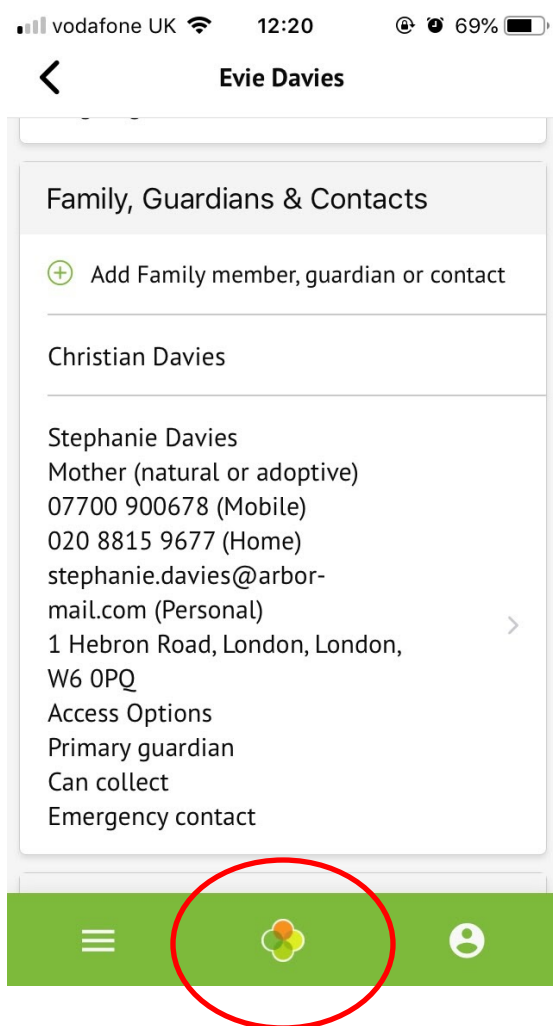 vodafone UK 12:20 69%
Evie Davies
Family, Guardians & Contacts
Add Family member, guardian or contact
Christian Davies
Stephanie Davies
Mother (natural or adoptive)
07700 900678 (Mobile)
020 8815 9677 (Home)
stephanie.davies@arbor-
mail.com (Personal)
1 Hebron Road, London, London,
W6 0PQ
Access Options
Primary guardian
Can collect
Emergency contact